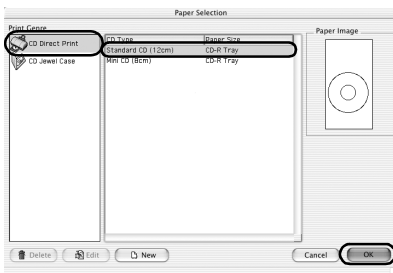 Paper Selection
Print Genre
Paper Image
CD Direct Print
CD Jewel Case
CD Type Paper Size
Standard CD (12cm) CD-R Tray
Mini CD (8cm) CD-R Tray
Delete Edit New Cancel OK